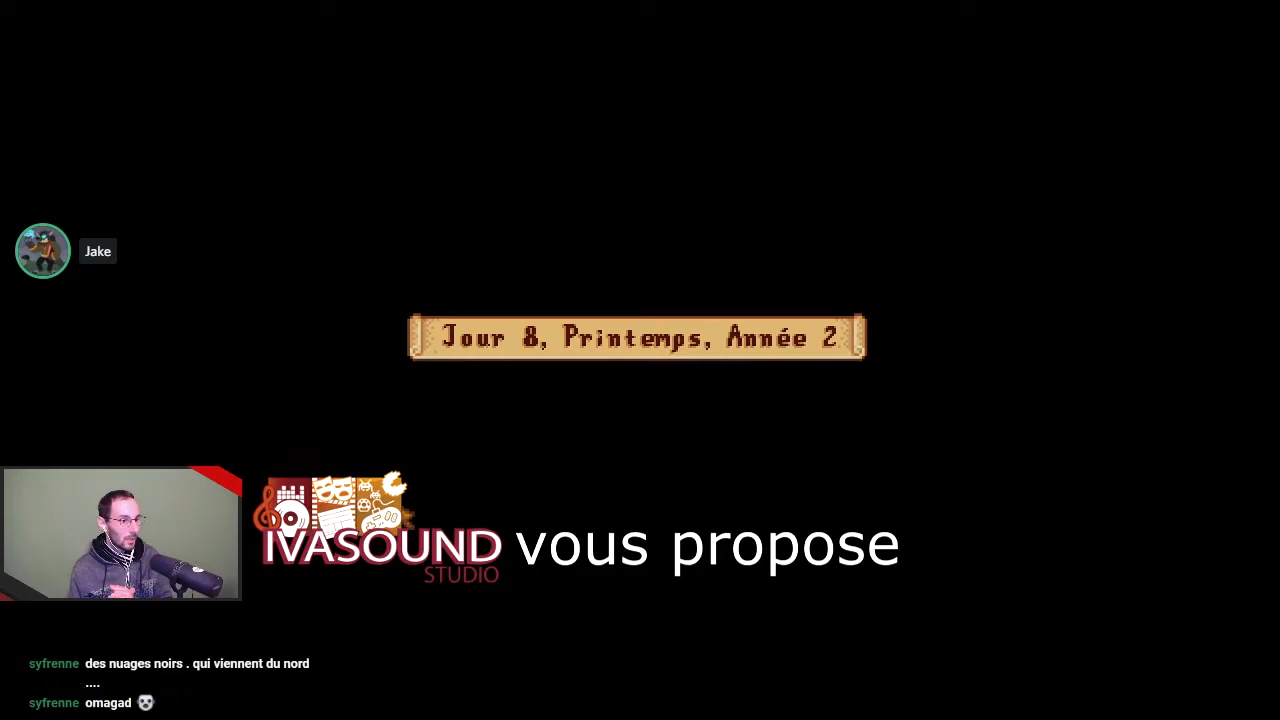 Jake
Jour 8, Printemps, Année 2
IVASOUND vous propose
STUDIO
syfrenne des nuages noirs . qui viennent du nord
....
syfrenne omagad